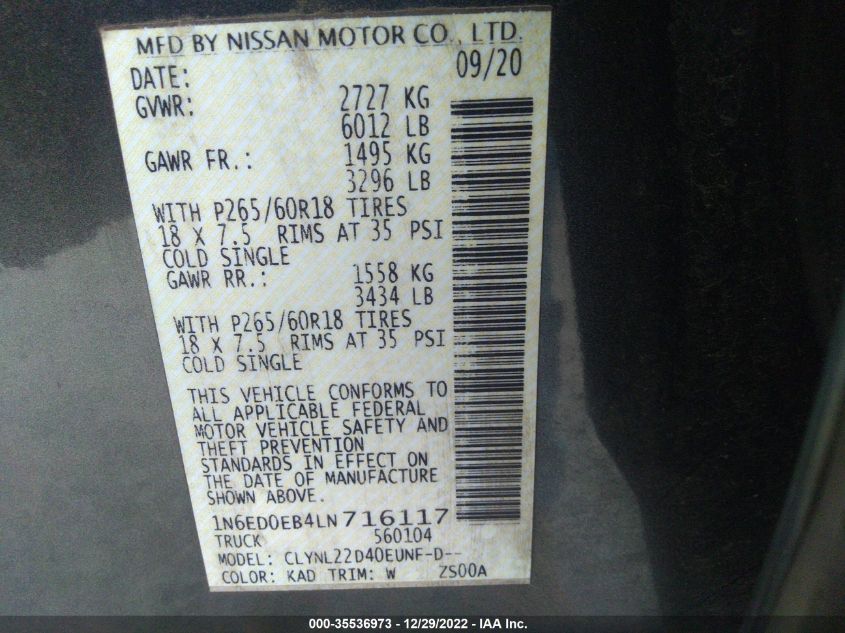 MFD BY NISSAN MOTOR CO., LTD.
DATE: 09/20
GVWR: 2727 KG
6012 LB
GAWR FR.: 1495 KG
3296 LB
WITH P265/60R18 TIRES
18 X 7.5 RIMS AT 35 PSI
COLD SINGLE
GAWR RR.: 1558 KG
3434 LB
WITH P265/60R18 TIRES
18 X 7.5 RIMS AT 35 PSI
COLD SINGLE
THIS VEHICLE CONFORMS TO
ALL APPLICABLE FEDERAL
MOTOR VEHICLE SAFETY AND
THEFT PREVENTION
STANDARDS IN EFFECT ON
THE DATE OF MANUFACTURE
SHOWN ABOVE.
1N6ED0EB4LN716117
TRUCK 560104
MODEL: CLYNL22D40EUNF-D--
COLOR: KAD TRIM: W ZS00A
000-35536973 - 12/29/2022 - IAA Inc.